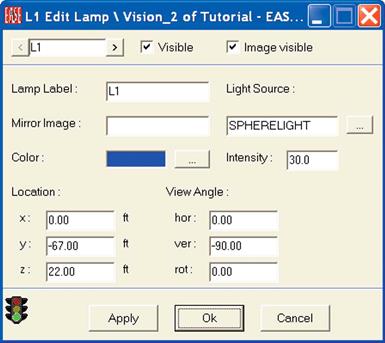 EASE L1 Edit Lamp \ Vision_2 of Tutorial - EAS...
< L1 > Visible Image visible
Lamp Label : L1 Light Source :
Mirror Image : SPHERELIGHT ...
Color : ... Intensity : 30.0
Location : View Angle :
x : 0.00 ft hor : 0.00
y : -67.00 ft ver : -90.00
z : 22.00 ft rot : 0.00
Apply Ok Cancel